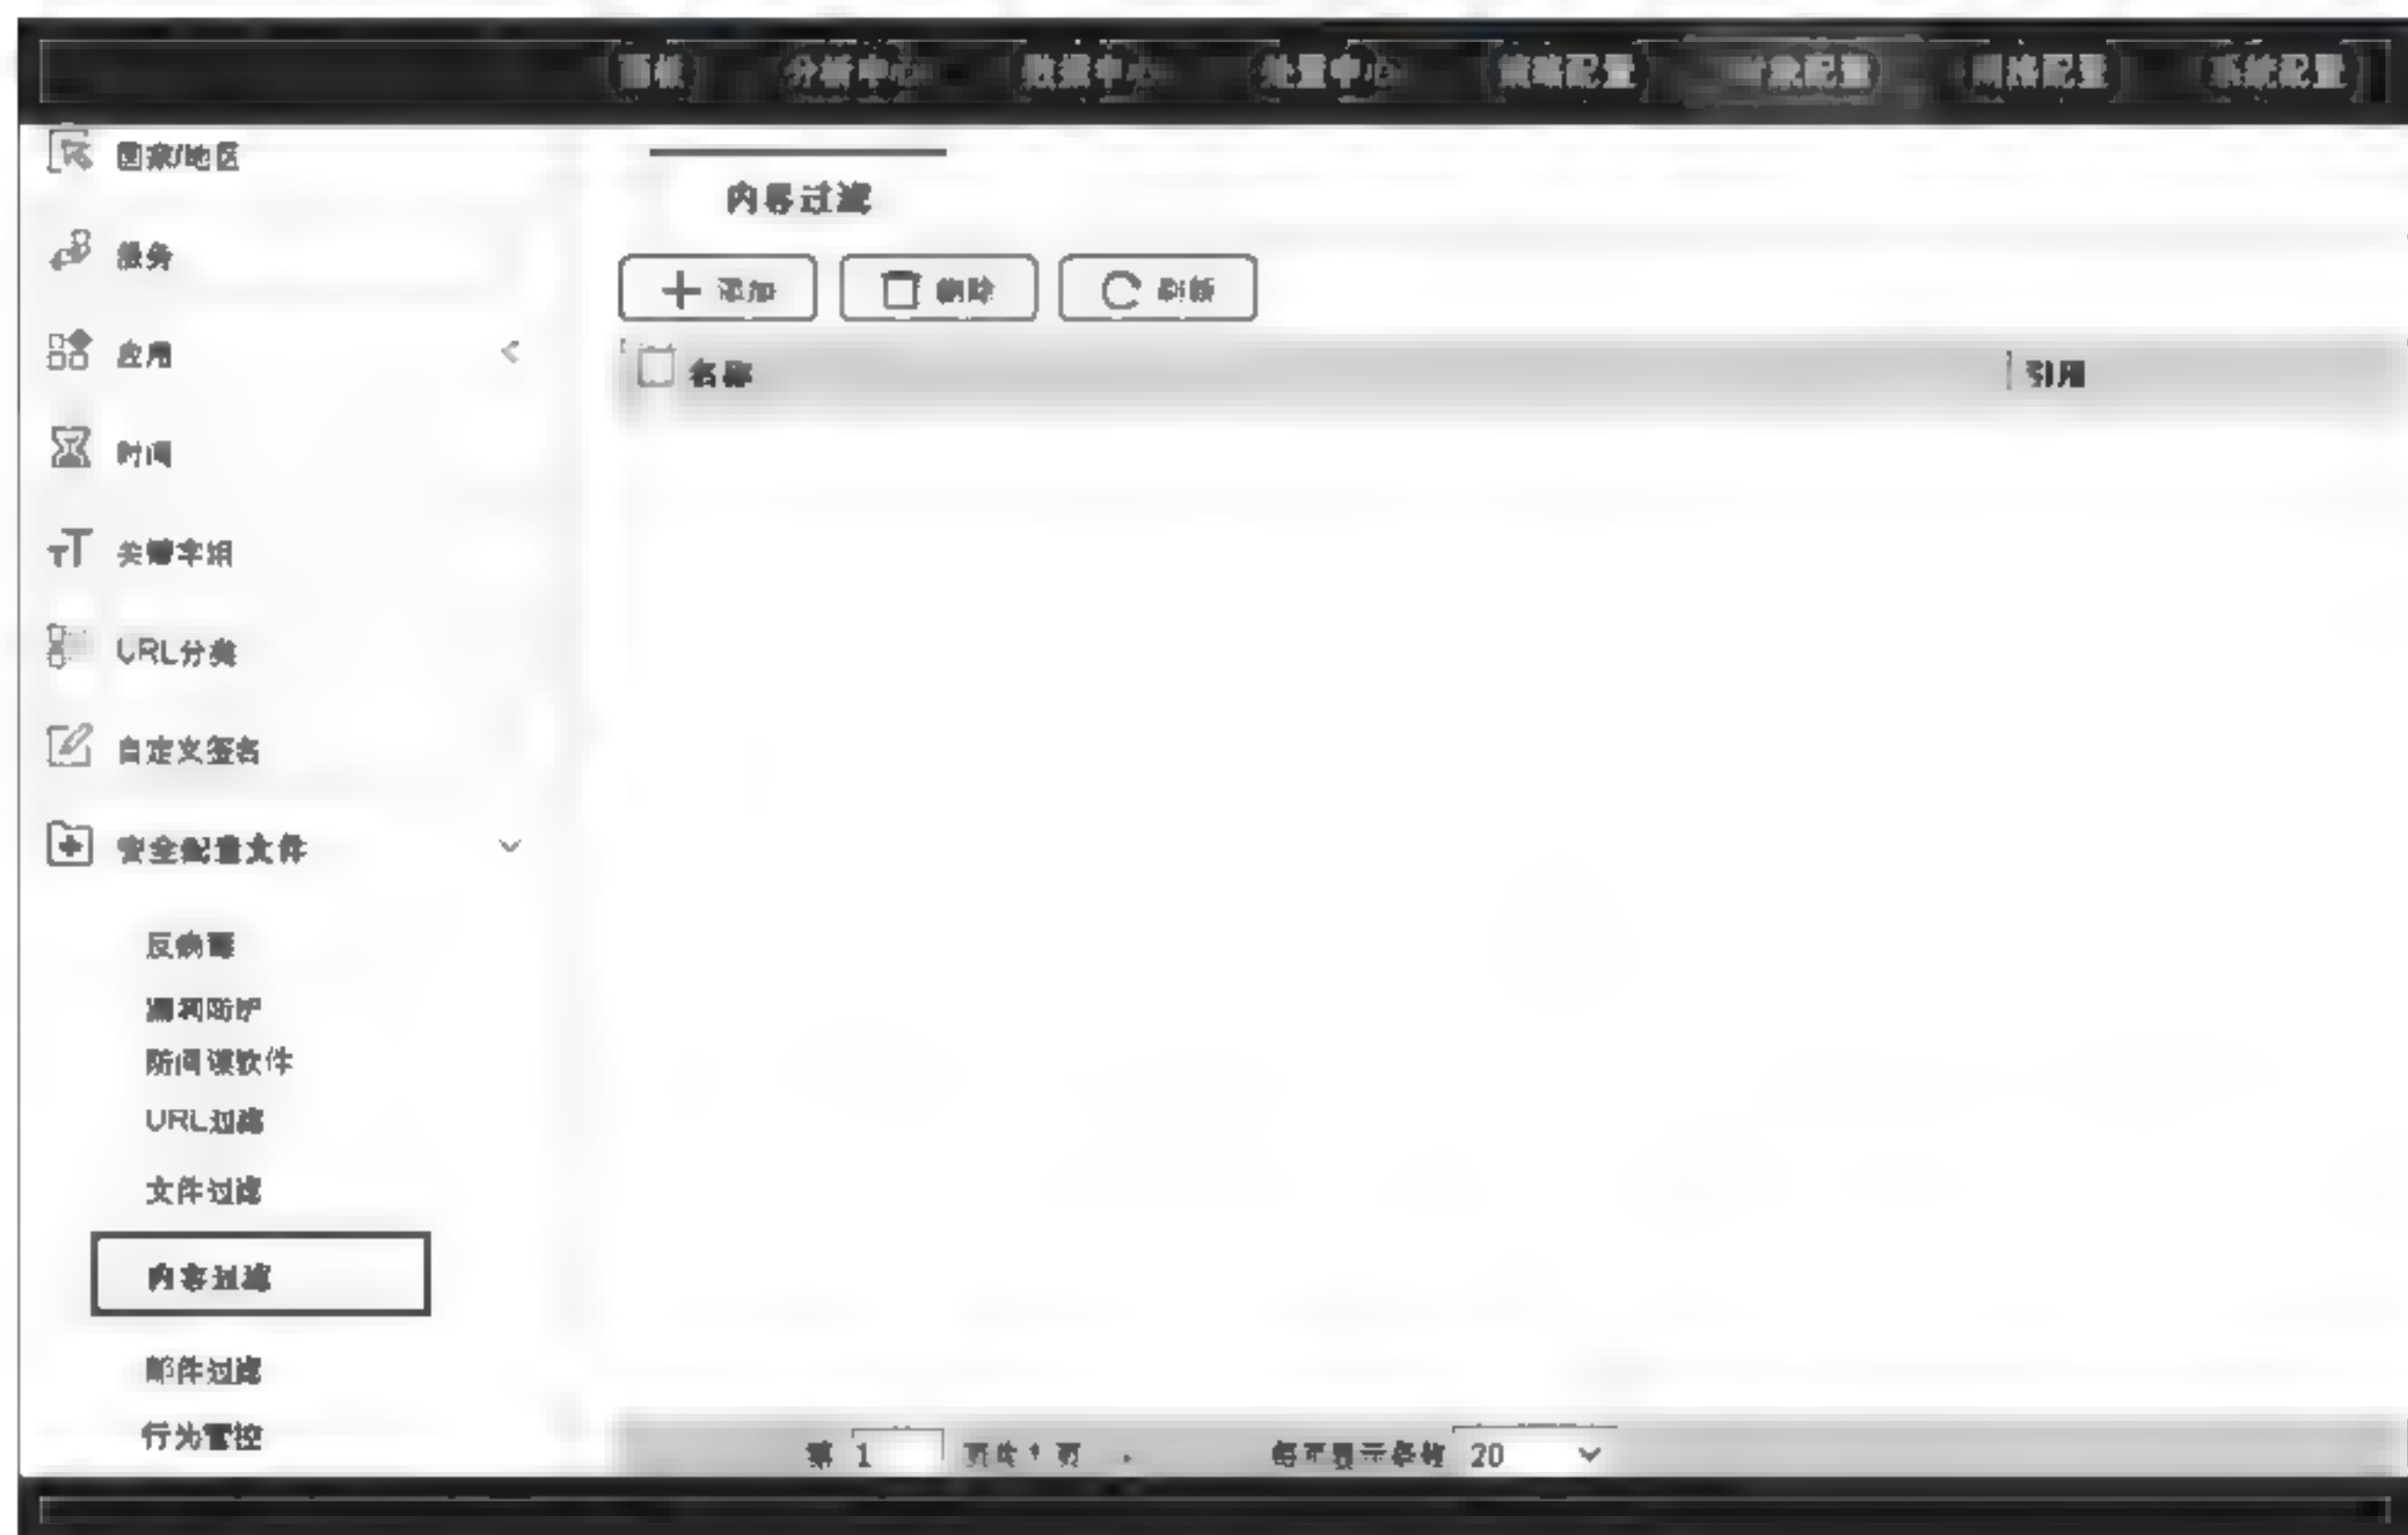 面板 分析中心 数据中心 处置中心 策略配置 对象配置 网络配置 系统配置
国家/地区
服务
应用
时间
关键字组
URL分类
自定义签名
安全配置文件
反病毒
漏洞防护
防间谍软件
URL过滤
文件过滤
内容过滤
邮件过滤
行为管控
内容过滤
添加 删除 刷新
名称 引用
第 1 页共 1 页 每页显示条数 20